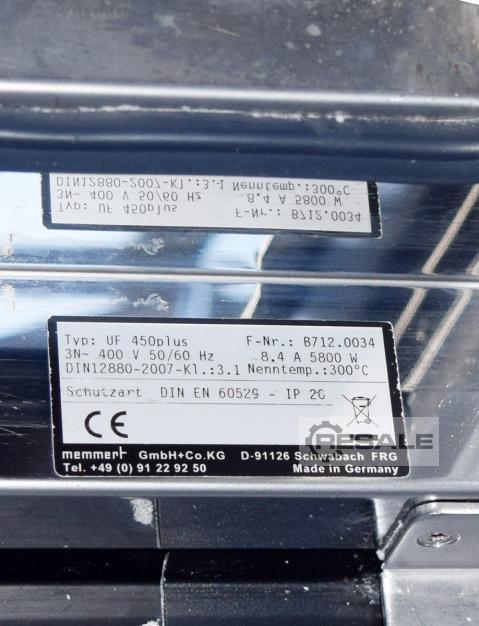 Typ: UF 450plus F-Nr.: B712.0034
3N~ 400 V 50/60 Hz 8.4 A 5800 W
DIN12880-2007-Kl.:3.1 Nenntemp.:300°C
Schutzart DIN EN 60529 - IP 20
CE
RESALE
memmert GmbH+Co.KG D-91126 Schwabach FRG
Tel. +49 (0) 91 22 92 50 Made in Germany